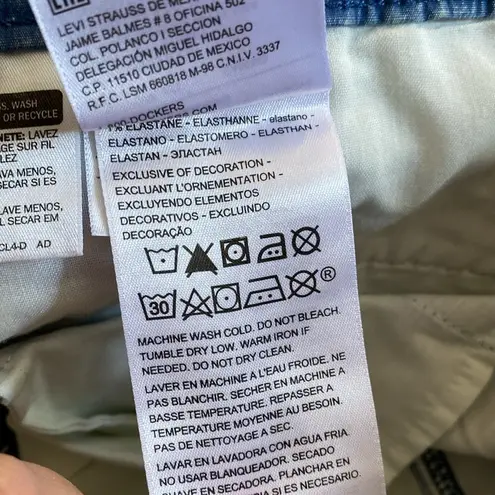 LEVI STRAUSS DE MEXICO
JAIME BALMES # 8 OFICINA 502
COL. POLANCO I SECCION
DELEGACIÓN MIGUEL HIDALGO
C.P. 11510 CIUDAD DE MEXICO
R.F.C. LSM 660818 M-98 C.N.I.V. 3337
-DOCKERS
.COM
% ELASTANE - ELASTHANNE - elastano -
ELASTANO - ELASTOMERO - ELASTHAN -
ELASTAN - ЭЛАСТАН
EXCLUSIVE OF DECORATION -
EXCLUANT L'ORNEMENTATION -
EXCLUYENDO ELEMENTOS
DECORATIVOS - EXCLUINDO
DECORAÇÃO
30 ®
MACHINE WASH COLD. DO NOT BLEACH.
TUMBLE DRY LOW. WARM IRON IF
NEEDED. DO NOT DRY CLEAN.
LAVER EN MACHINE A L'EAU FROIDE. NE
PAS BLANCHIR. SECHER EN MACHINE A
BASSE TEMPERATURE. REPASSER A
TEMPERATURE MOYENNE AU BESOIN.
PAS DE NETTOYAGE A SEC.
LAVAR EN LAVADORA CON AGUA FRIA
NO USAR BLANQUEADOR. SECADO
SUAVE EN SECADORA. PLANCHAR EN
SI ES NECESARIO
S, WASH
OR RECYCLE
NETE: LAVEZ
AGE SUR FIL
LEZ
AVA MENOS,
SECAR SI ES
LAVE MENOS,
SECAR EM
CL4-D AD